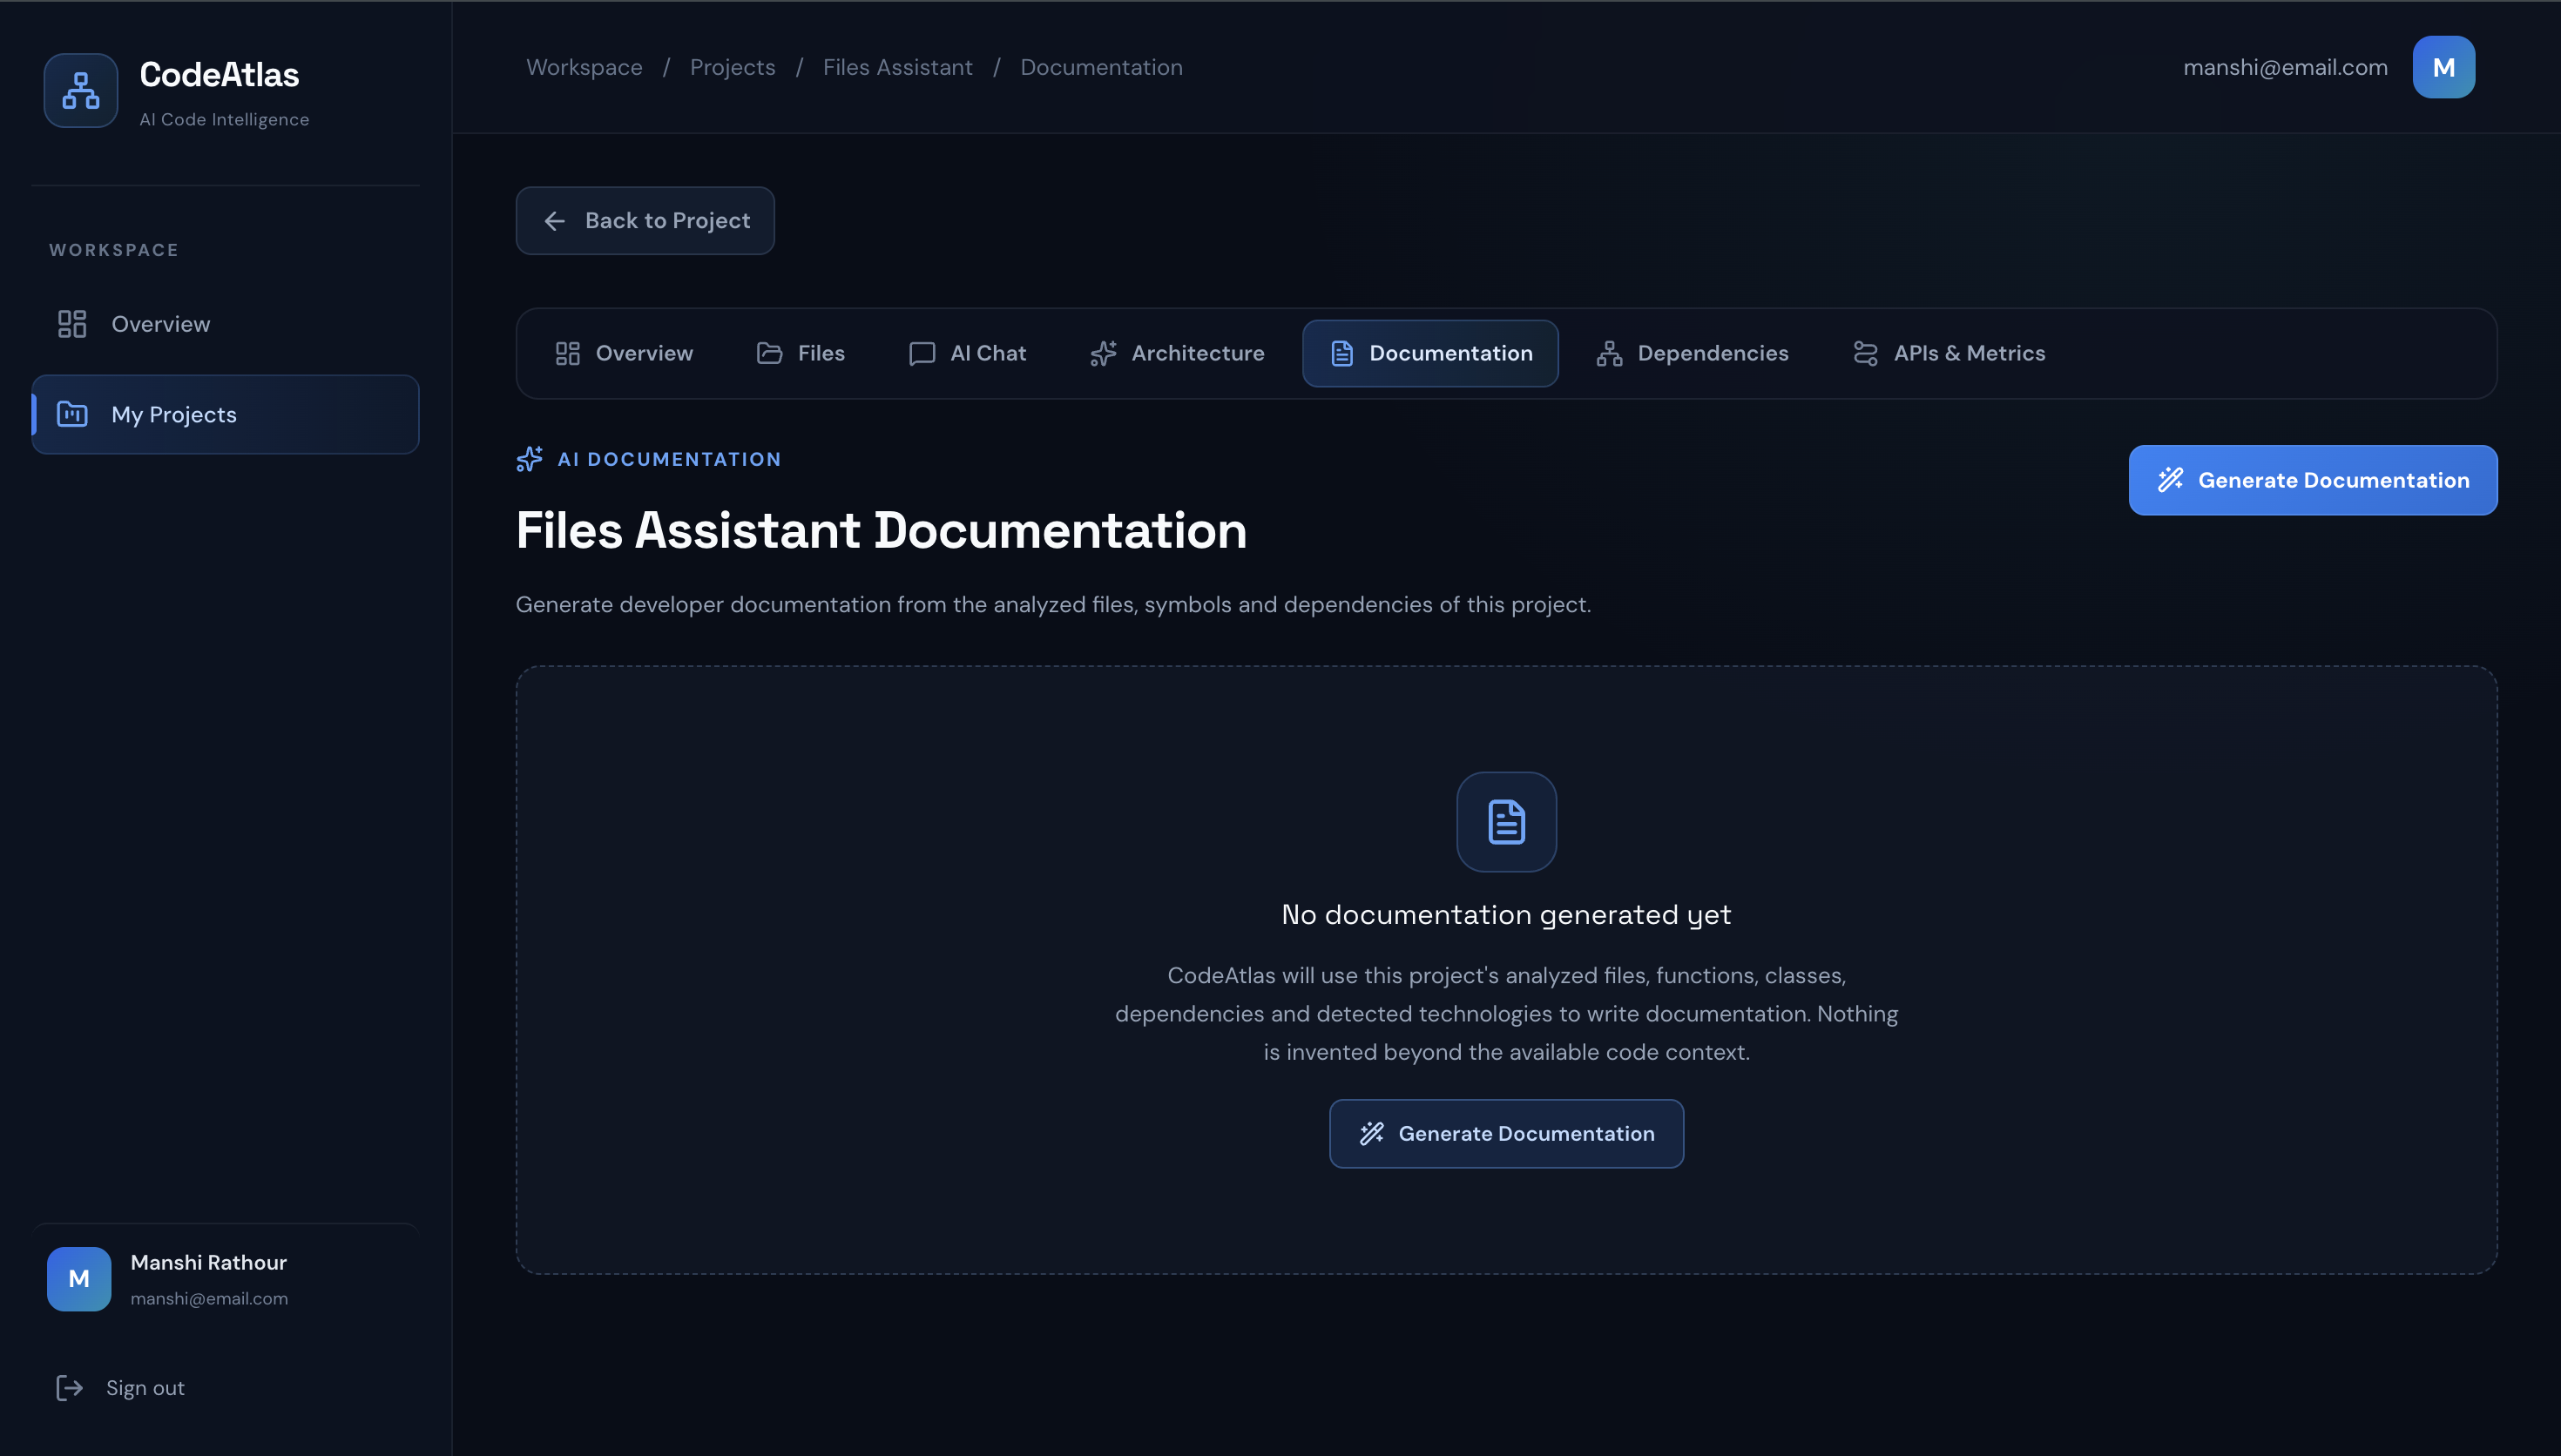 CodeAtlas
AI Code Intelligence
WORKSPACE
Overview
My Projects
M
Manshi Rathour
manshi@email.com
Sign out
Workspace / Projects / Files Assistant / Documentation
manshi@email.com
M
Back to Project
Overview
Files
AI Chat
Architecture
Documentation
Dependencies
APIs & Metrics
AI DOCUMENTATION
Files Assistant Documentation
Generate developer documentation from the analyzed files, symbols and dependencies of this project.
Generate Documentation
No documentation generated yet
CodeAtlas will use this project's analyzed files, functions, classes,
dependencies and detected technologies to write documentation. Nothing
is invented beyond the available code context.
Generate Documentation